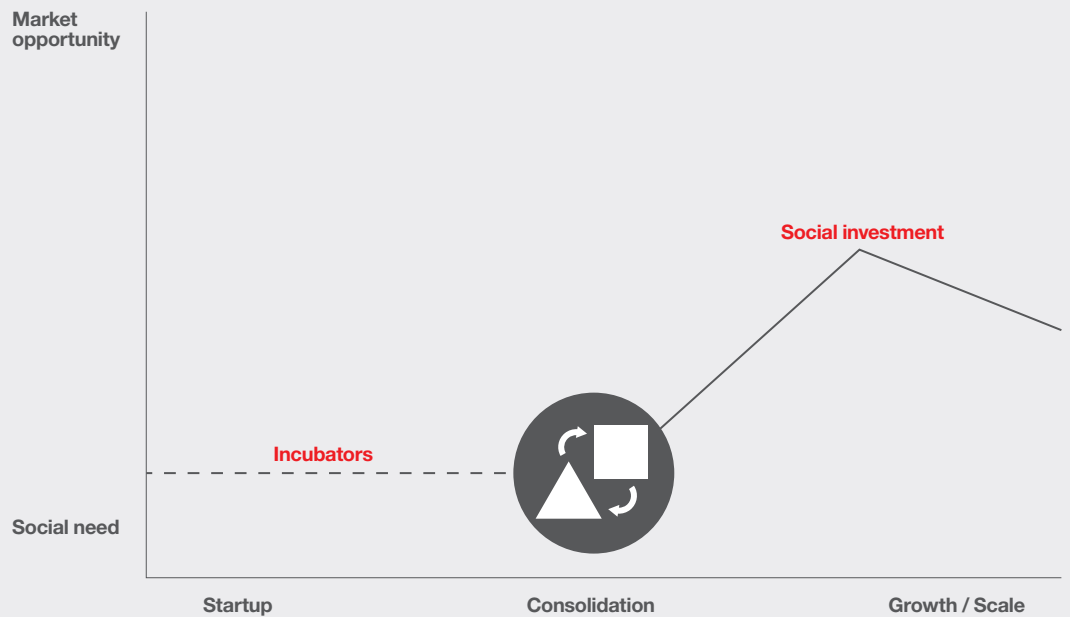 Market
opportunity
Social investment
Incubators
Social need
Startup
Consolidation
Growth / Scale